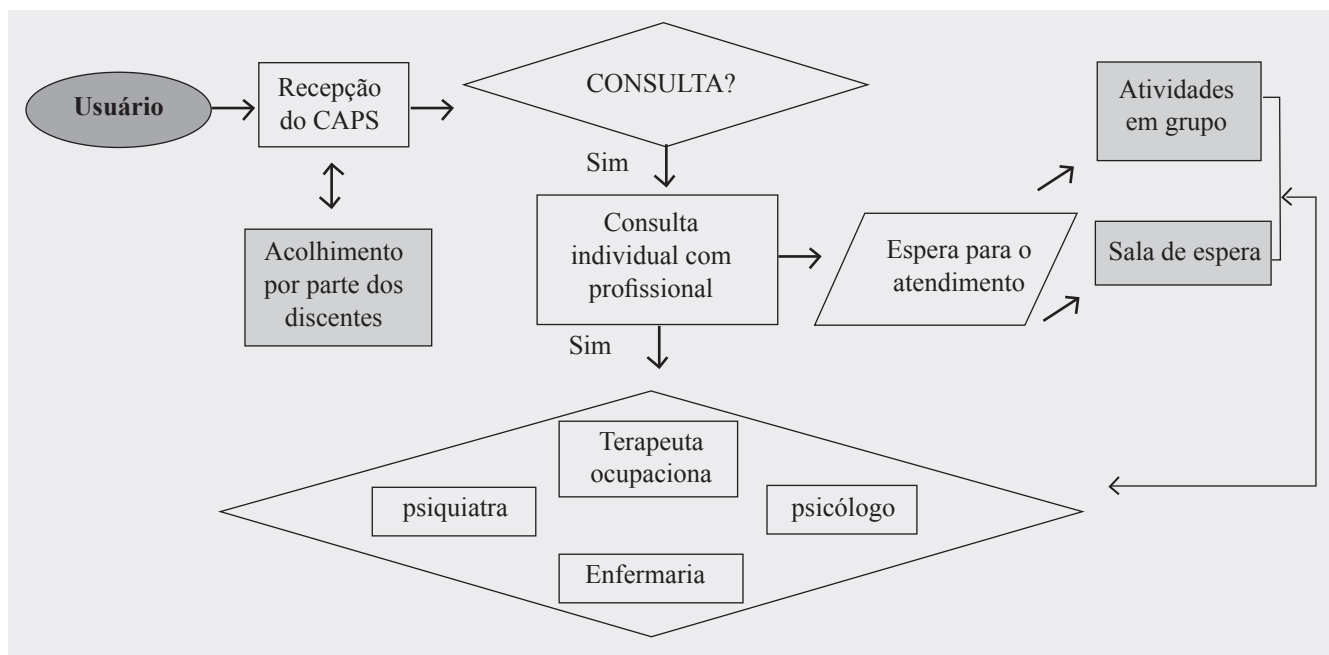 Usuário
Recepção
do CAPS
CONSULTA?
Atividades
em grupo
Sim
Acolhimento
por parte dos
discentes
Consulta
individual com
profissional
Espera para o
atendimento
Sala de espera
Sim
Terapeuta
ocupaciona
psiquiatra
psicólogo
Enfermaria